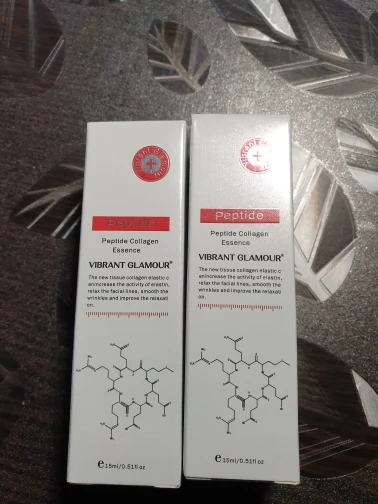 Peptide
Peptide Collagen
Essence
VIBRANT GLAMOUR®
The new tissue collagen elastic c
anincrease the activity of elastin,
relax the facial lines, smooth the
wrinkles and improve the relaxati
on.
e 15ml/0.51fl oz
Peptide
Peptide Collagen
Essence
VIBRANT GLAMOUR®
The new tissue collagen elastic c
anincrease the activity of elastin,
relax the facial lines, smooth the
wrinkles and improve the relaxati
on.
e 15ml/0.51fl oz